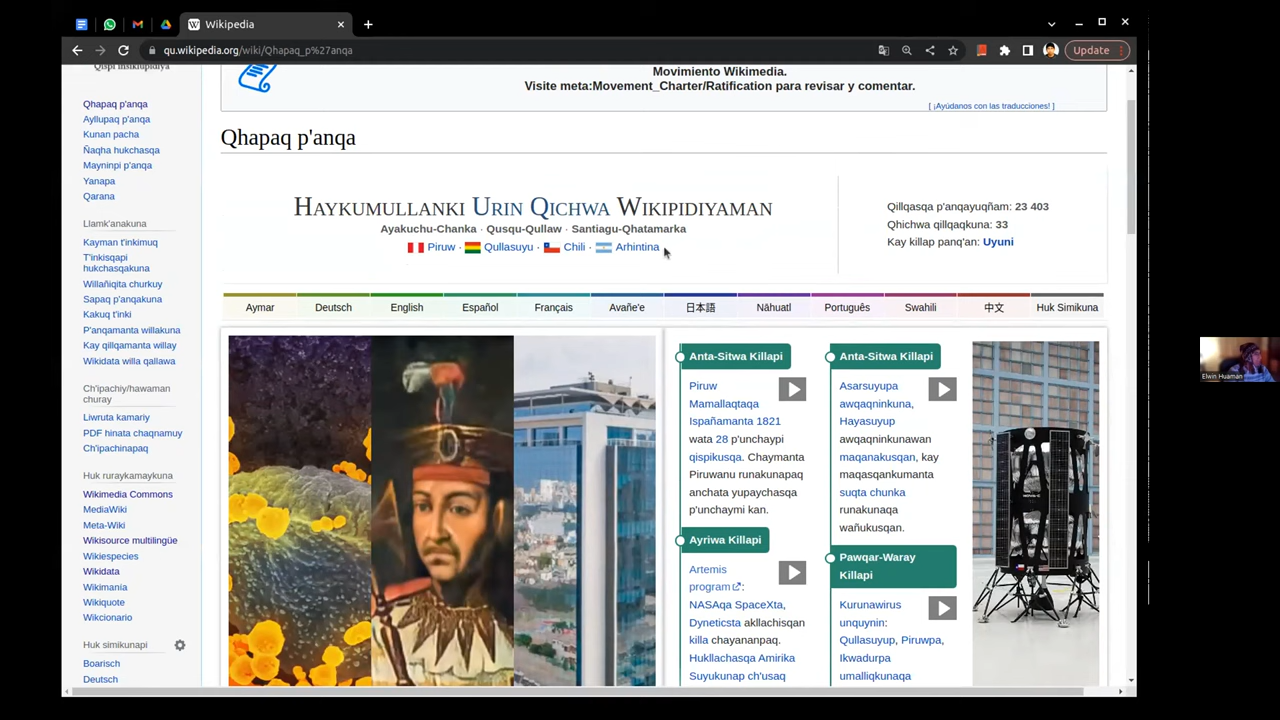 Wikipedia
Update
qu.wikipedia.org/wiki/Qhapaq_p%27anqa
Qhapaq p'anqa
Ayllupaq p'anqa
Kunan pacha
Ñaqha hukchasqa
Mayninpi p'anqa
Yanapa
Qarana
Llamk'anakuna
Kayman t'inkimuq
T'inkisqapi
hukchasqakuna
Willañiqita churkuy
Sapaq p'anqakuna
Kakuq t'inki
P'anqamanta willakuna
Kay qillqamanta willay
Wikidata willa qallawa
Ch'ipachiy/hawaman
churay
Liwruta kamariy
PDF hinata chaqnamuy
Ch'ipachinapaq
Huk ruraykamaykuna
Wikimedia Commons
MediaWiki
Meta-Wiki
Wikisource multilingüe
Wikiespecies
Wikidata
Wikimanía
Wikiquote
Wikcionario
Huk simikunapi
Boarisch
Deutsch
Movimiento Wikimedia.
Visite meta:Movement_Charter/Ratification para revisar y comentar.
[ ¡Ayúdanos con las traducciones! ]
Qhapaq p'anqa
Haykumullanki Urin Qichwa Wikipidiyaman
Ayakuchu-Chanka · Qusqu-Qullaw · Santiagu-Qhatamarka
Piruw · Qullasuyu · Chili · Arhintina
Qillqasqa p'anqayuqñam: 23 403
Qhichwa qillqaqkuna: 33
Kay killap panq'an: Uyuni
Aymar Deutsch English Español Français Avañe'e 日本語 Nāhuatl Português Swahili 中文 Huk Simikuna
Anta-Sitwa Killapi
Piruw
Mamallaqtaqa
Ispañamanta 1821
wata 28 p'unchaypi
qispikusqa. Chaymanta
Piruwanu runakunapaq
anchata yupaychasqa
p'unchaymi kan.
Ayriwa Killapi
Artemis
program:
NASAqa SpaceXta,
Dyneticsta akllachisqan
killa chayananpaq.
Hukllachasqa Amirika
Suyukunap ch'usaq
Anta-Sitwa Killapi
Asarsuyupa
awqaqninkuna,
Hayasuyup
awqaqninkunawan
maqanakusqan, kay
maqasqankumanta
suqta chunka
runakunaqa
wañukusqan.
Pawqar-Waray
Killapi
Kurunawirus
unquynin:
Qullasuyup, Piruwpa,
Ikwadurpa
umalliqkunaqa
Elwin Huaman